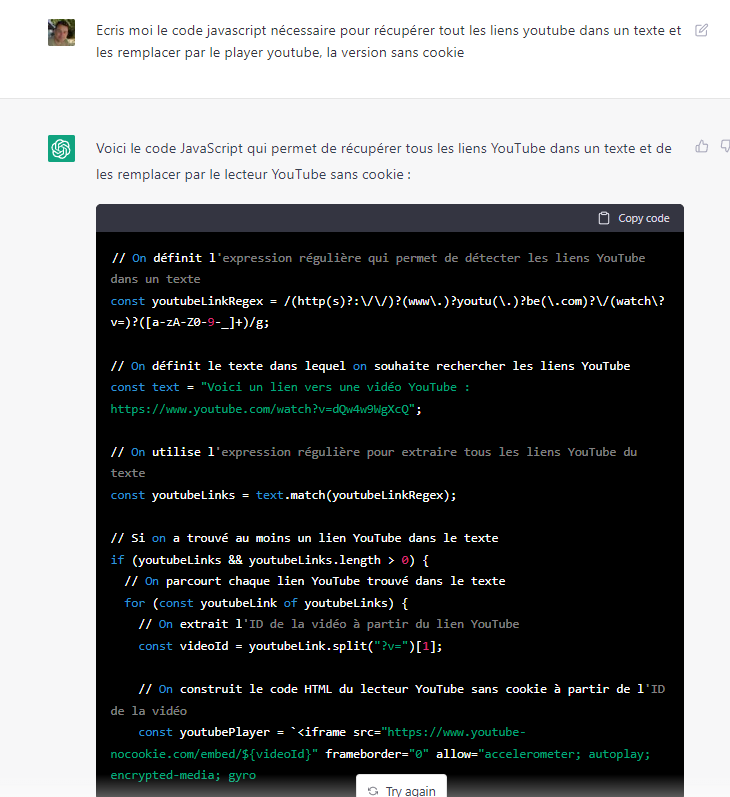 Ecris moi le code javascript nécessaire pour récupérer tout les liens youtube dans un texte et
les remplacer par le player youtube, la version sans cookie
Voici le code JavaScript qui permet de récupérer tous les liens YouTube dans un texte et de
les remplacer par le lecteur YouTube sans cookie :
Copy code
// On définit l'expression régulière qui permet de détecter les liens YouTube
dans un texte
const youtubeLinkRegex = /(http(s)?:\/\/)?(www\.)?youtu(\.)?be(\.com)?\/(watch\?
v=)?([a-zA-Z0-9-_]+)/g;
// On définit le texte dans lequel on souhaite rechercher les liens YouTube
const text = "Voici un lien vers une vidéo YouTube :
https://www.youtube.com/watch?v=dQw4w9WgXcQ";
// On utilise l'expression régulière pour extraire tous les liens YouTube du
texte
const youtubeLinks = text.match(youtubeLinkRegex);
// Si on a trouvé au moins un lien YouTube dans le texte
if (youtubeLinks && youtubeLinks.length > 0) {
// On parcourt chaque lien YouTube trouvé dans le texte
for (const youtubeLink of youtubeLinks) {
// On extrait l'ID de la vidéo à partir du lien YouTube
const videoId = youtubeLink.split("?v=")[1];
// On construit le code HTML du lecteur YouTube sans cookie à partir de l'ID
de la vidéo
const youtubePlayer = `<iframe src="https://www.youtube-
nocookie.com/embed/${videoId}" frameborder="0" allow="accelerometer; autoplay;
encrypted-media; gyro
Try again